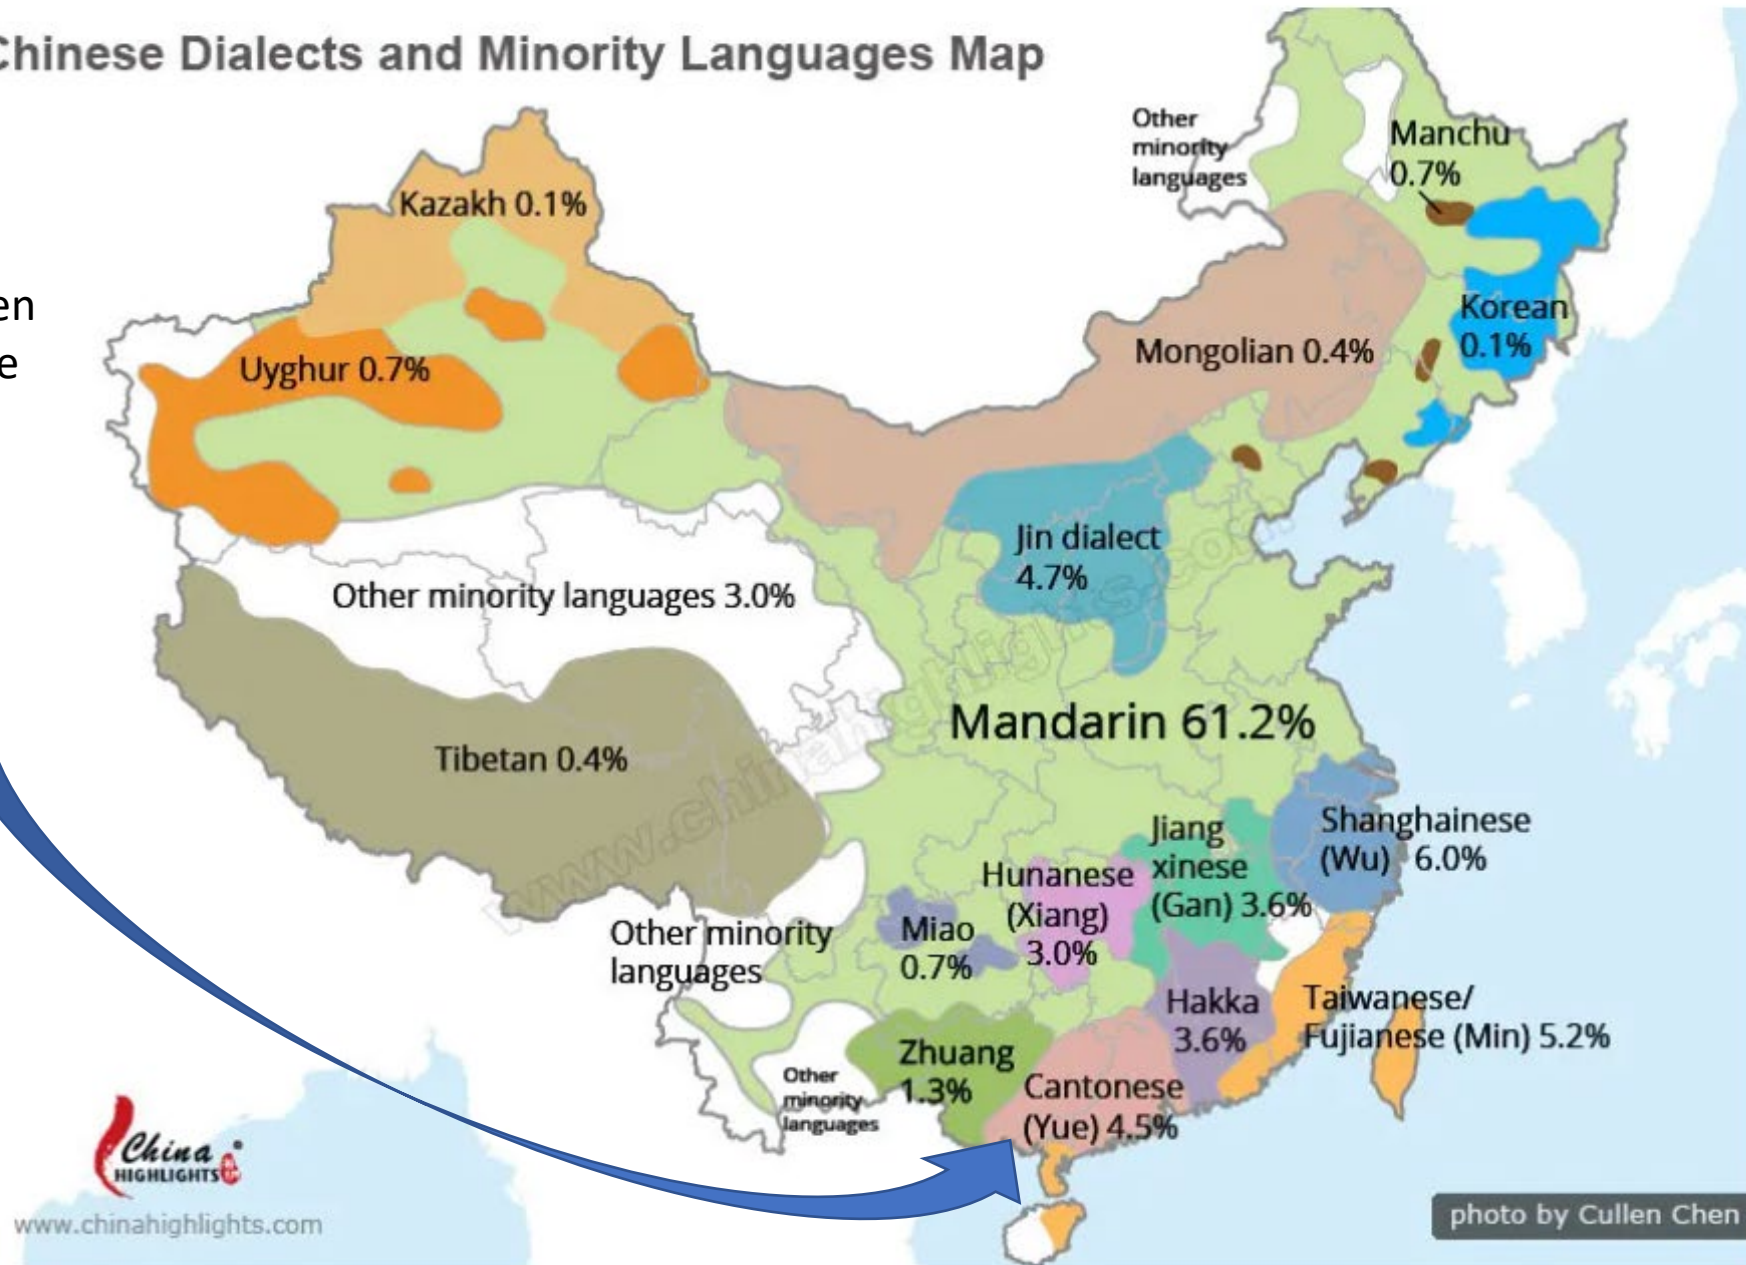 Chinese Dialects and Minority Languages Map
Other
minority
languages
Manchu
0.7%
Kazakh 0.1%
en
e
Korean
0.1%
Mongolian 0.4%
Uyghur 0.7%
Jin dialect
4.7%
Other minority languages 3.0%
Mandarin 61.2%
Tibetan 0.4%
www.chinahighlights.com
Shanghainese
(Wu) 6.0%
Jiang
xinese
(Gan) 3.6%
Hunanese
(Xiang)
3.0%
Miao
0.7%
Other minority
languages
Hakka
3.6%
Taiwanese/
Fujianese (Min) 5.2%
Zhuang
1.3%
Other
minority
languages
Cantonese
(Yue) 4.5%
China
HIGHLIGHTS
www.chinahighlights.com
photo by Cullen Chen